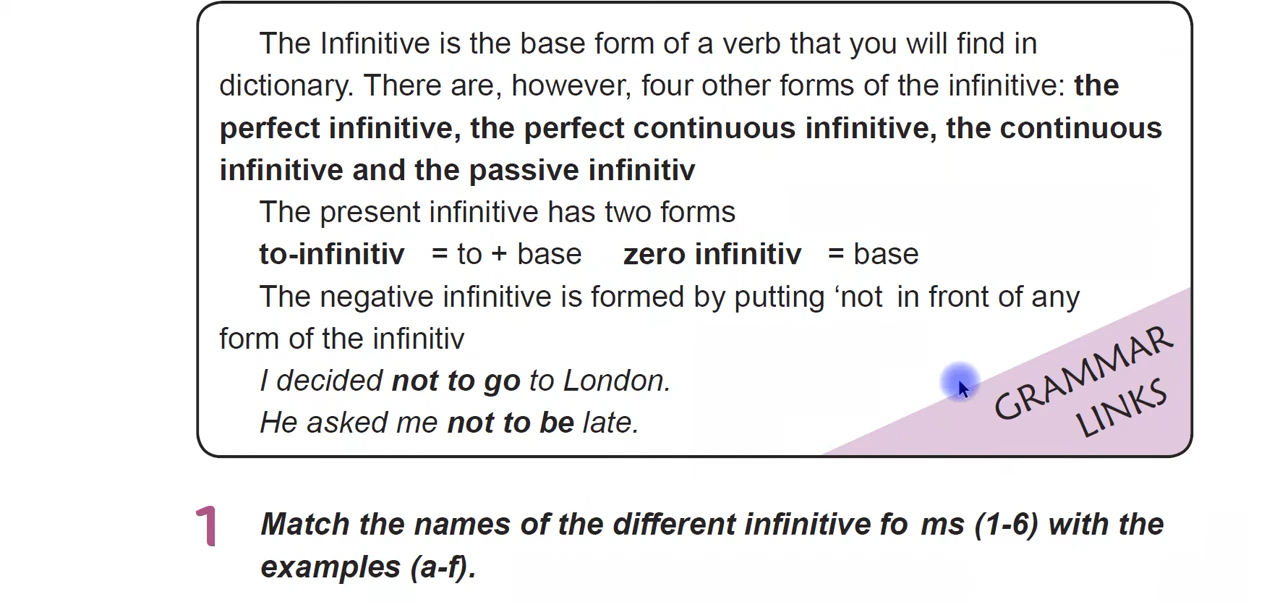 The Infinitive is the base form of a verb that you will find in
dictionary. There are, however, four other forms of the infinitive: the
perfect infinitive, the perfect continuous infinitive, the continuous
infinitive and the passive infinitiv
The present infinitive has two forms
to-infinitiv = to + base zero infinitiv = base
The negative infinitive is formed by putting ‘not in front of any
form of the infinitiv
I decided not to go to London.
He asked me not to be late.
GRAMMAR
LINKS
1 Match the names of the different infinitive fo ms (1-6) with the
examples (a-f).